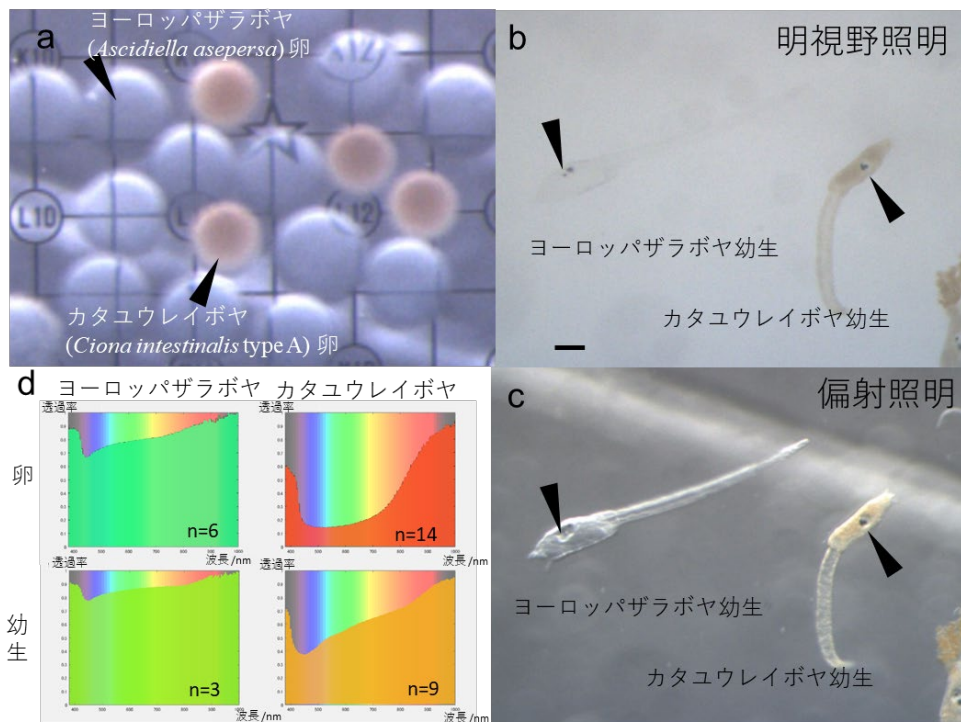 a
ヨーロッパザラボヤ
(Ascidiella asepersa) 卵
L10
L12
カタユウレイボヤ
(Ciona intestinalis type A) 卵
b
明視野照明
ヨーロッパザラボヤ幼生
カタユウレイボヤ幼生
c
偏射照明
ヨーロッパザラボヤ幼生
カタユウレイボヤ幼生
d
ヨーロッパザラボヤ
カタユウレイボヤ
透過率
透過率
卵
n=6
n=14
波長/nm
波長/nm
透過率
透過率
幼生
n=3
n=9
波長/nm
波長/nm